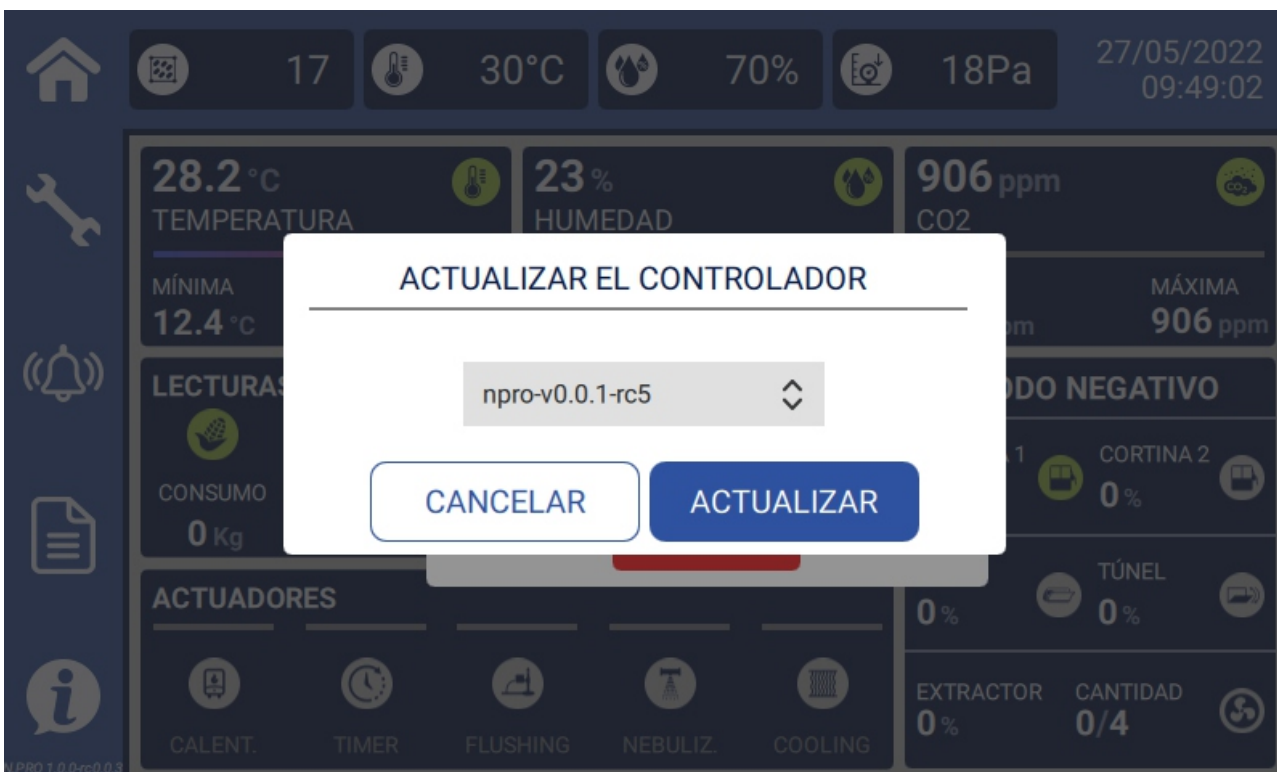 17
30°C
70%
18Pa
27/05/2022
09:49:02
28.2 °C
TEMPERATURA
23 %
HUMEDAD
906 ppm
CO2
MÍNIMA
12.4 °C
MÁXIMA
906 ppm
ACTUALIZAR EL CONTROLADOR
npro-v0.0.1-rc5
CANCELAR
ACTUALIZAR
LECTURAS
CONSUMO
0 Kg
NEGATIVO
1
CORTINA 2
0 %
0 %
TÚNEL
0 %
EXTRACTOR
0 %
CANTIDAD
0/4
ACTUADORES
CALENT.
TIMER
FLUSHING
NEBULIZ.
COOLING